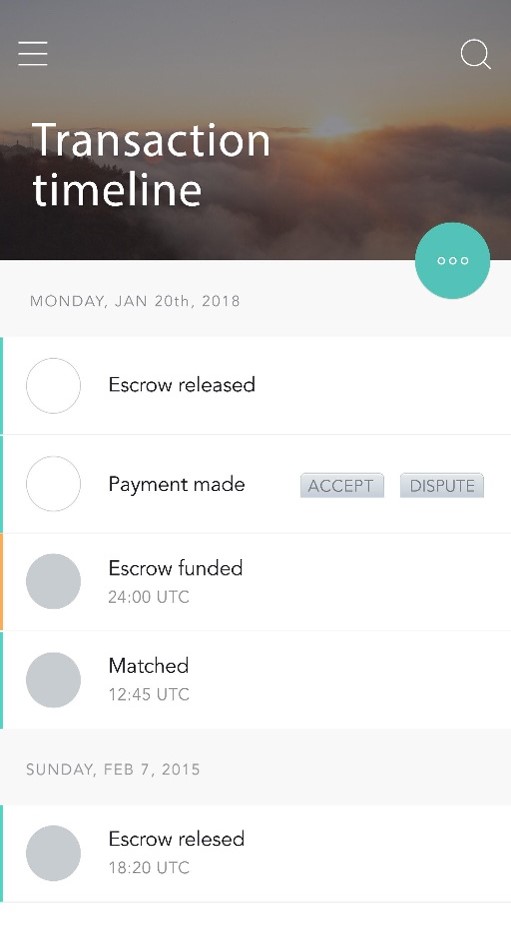 Transaction
timeline
MONDAY, JAN 20th, 2018
Escrow released
Payment made ACCEPT DISPUTE
Escrow funded
24:00 UTC
Matched
12:45 UTC
SUNDAY, FEB 7, 2015
Escrow relesed
18:20 UTC